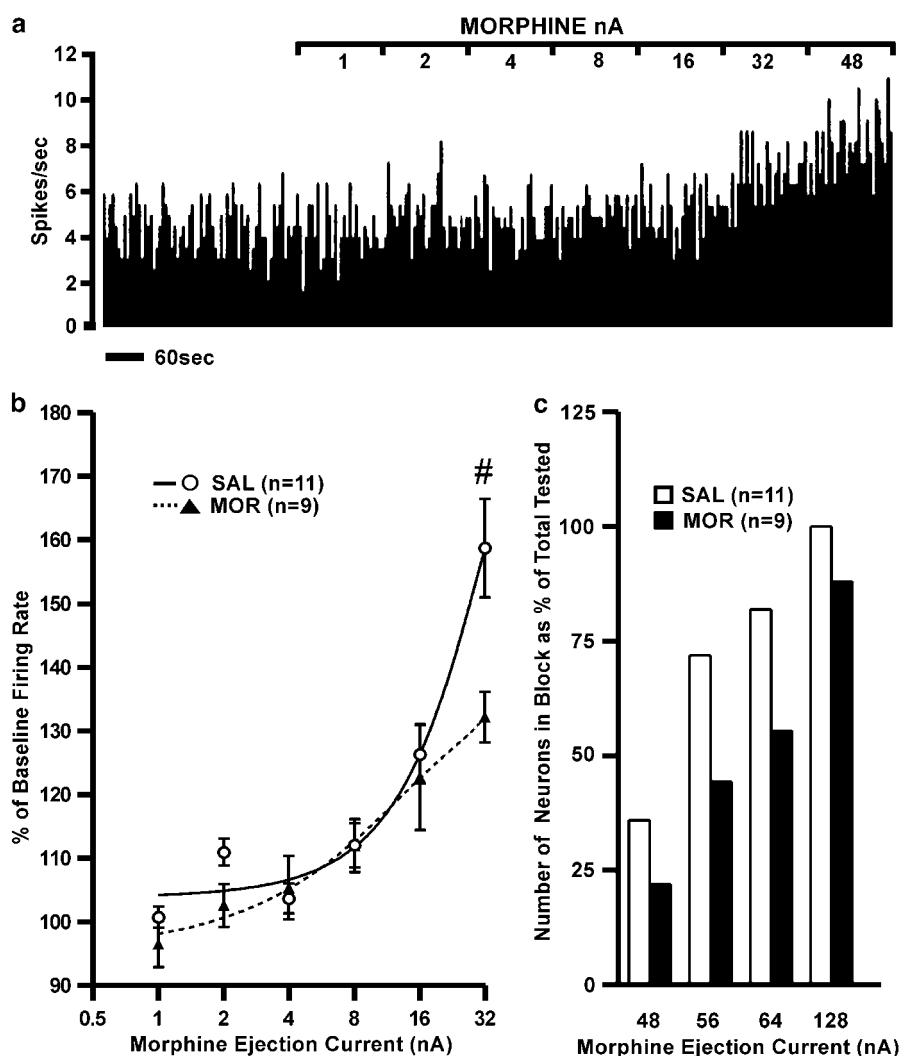 a
MORPHINE nA
1 2 4 8 16 32 48
12
10
8
6
4
2
0
Spikes/sec
60sec
b
180
170
160
150
140
130
120
110
100
90
% of Baseline Firing Rate
SAL (n=11)
MOR (n=9)
#
0.5 1 2 4 8 16 32
Morphine Ejection Current (nA)
c
125
100
75
50
25
0
Number of Neurons in Block as % of Total Tested
SAL (n=11)
MOR (n=9)
48 56 64 128
Morphine Ejection Current (nA)